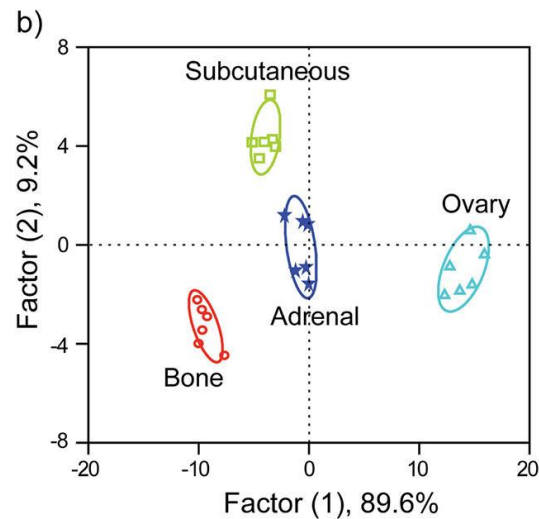 b)
8
Subcutaneous
4
Ovary
0
Adrenal
-4
Bone
-8
-20
-10
0
10
20
Factor (1), 89.6%
Factor (2), 9.2%